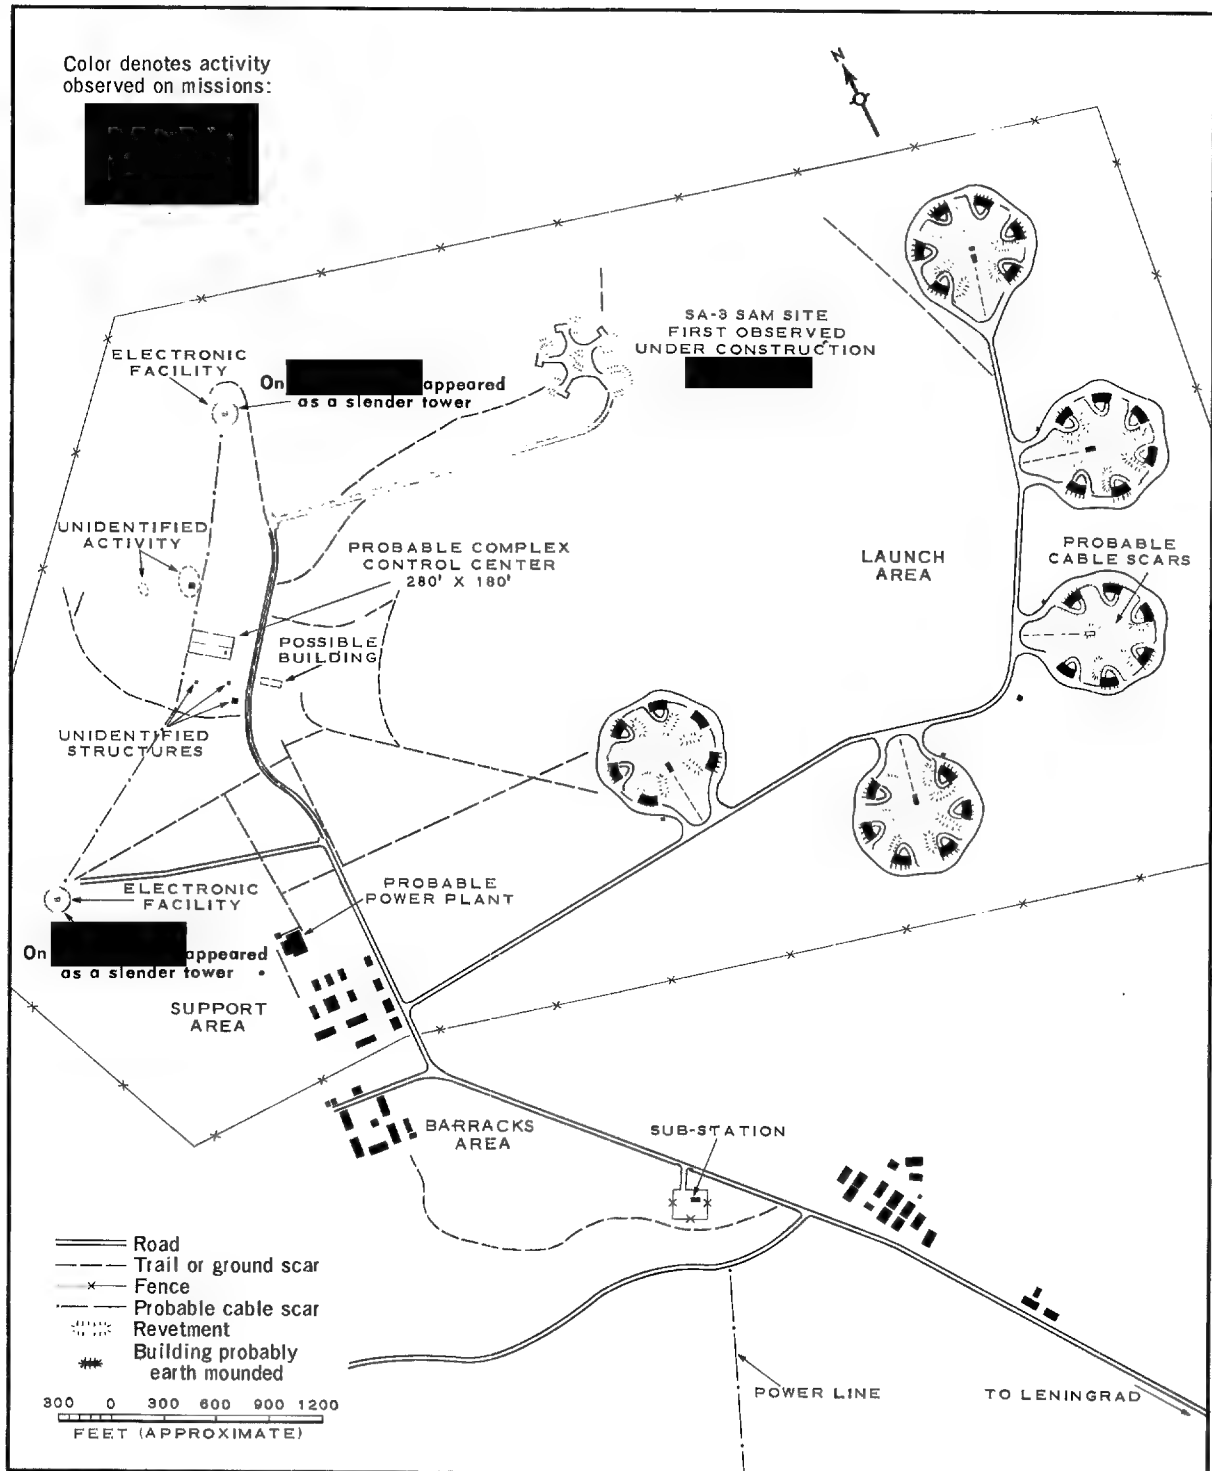 Color denotes activity
observed on missions:
N
SA-3 SAM SITE
FIRST OBSERVED
UNDER CONSTRUCTION
ELECTRONIC
FACILITY
On appeared
as a slender tower
UNIDENTIFIED
ACTIVITY
PROBABLE COMPLEX
CONTROL CENTER
280' X 180'
LAUNCH
AREA
PROBABLE
CABLE SCARS
POSSIBLE
BUILDING
UNIDENTIFIED
STRUCTURES
ELECTRONIC
FACILITY
PROBABLE
POWER PLANT
On appeared
as a slender tower
SUPPORT
AREA
BARRACKS
AREA
SUB-STATION
Road
Trail or ground scar
Fence
Probable cable scar
Revetment
Building probably
earth mounded
300 0 300 600 900 1200
FEET (APPROXIMATE)
POWER LINE
TO LENINGRAD